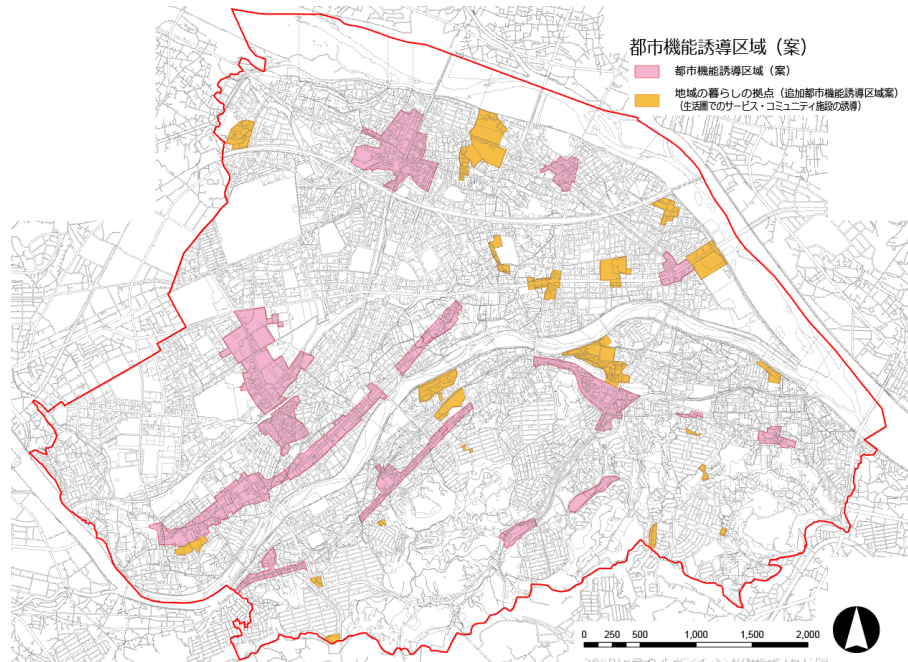 都市機能誘導区域（案）
都市機能誘導区域（案）
地域の暮らしの拠点（追加都市機能誘導区域案）
（生活圏でのサービス・コミュニティ施設の誘導）
0 250 500 1,000 1,500 2,000